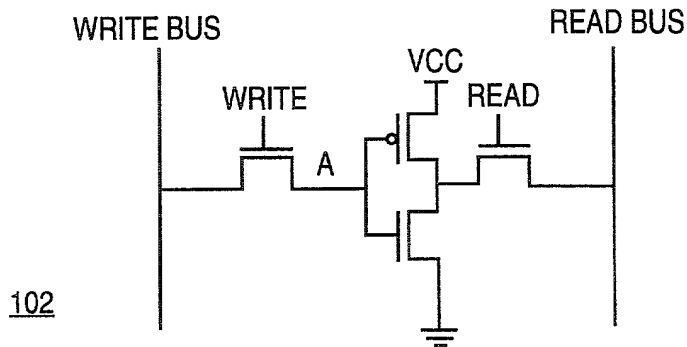 WRITE BUS
READ BUS
VCC
WRITE
READ
A
102